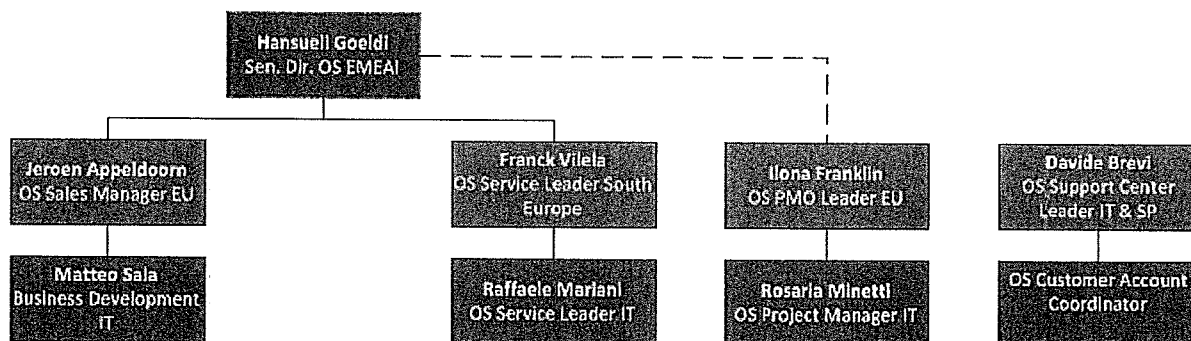 Hansueli Goeldi
Sen. Dir. OS EMEAI
Jeroen Appeldoorn
OS Sales Manager EU
Franck Vilela
OS Service Leader South
Europe
Ilona Franklin
OS PMO Leader EU
Davide Brevi
OS Support Center
Leader IT & SP
Matteo Sala
Business Development
IT
Raffaele Mariani
OS Service Leader IT
Rosaria Minetti
OS Project Manager IT
OS Customer Account
Coordinator